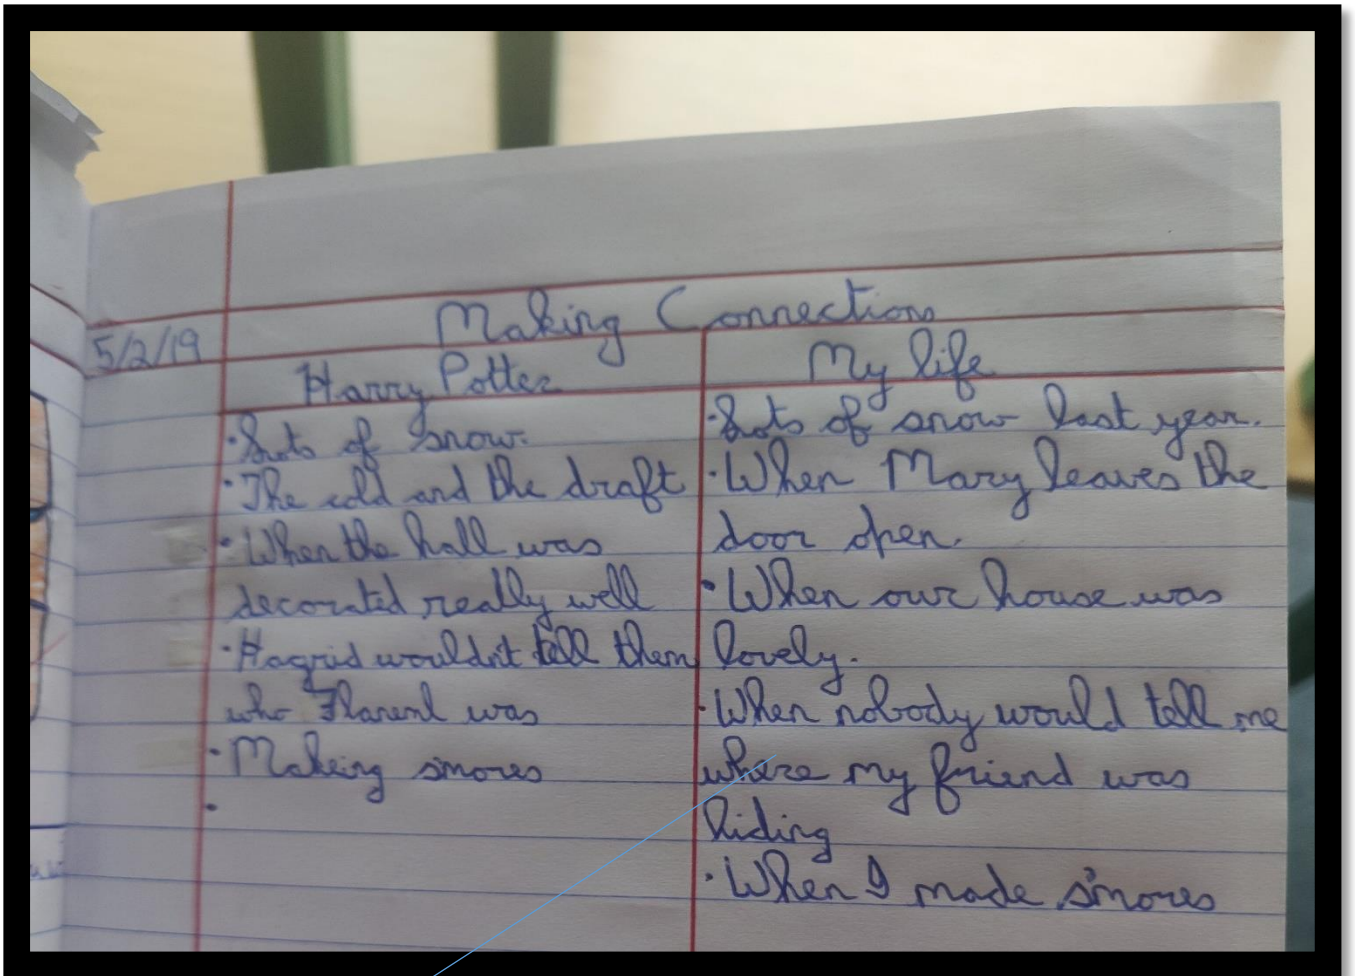 Making Connections
5/2/19
Harry Potter
My life
·Lots of snow.
·The cold and the draft
·When the hall was
decorated really well
·Hagrid wouldn't tell them
who was
·Making smores
·
·Lots of snow last year.
·When Mary leaves the
door open.
·When our house was
lovely.
·When nobody would tell me
where my friend was
hiding
·When I made s'mores